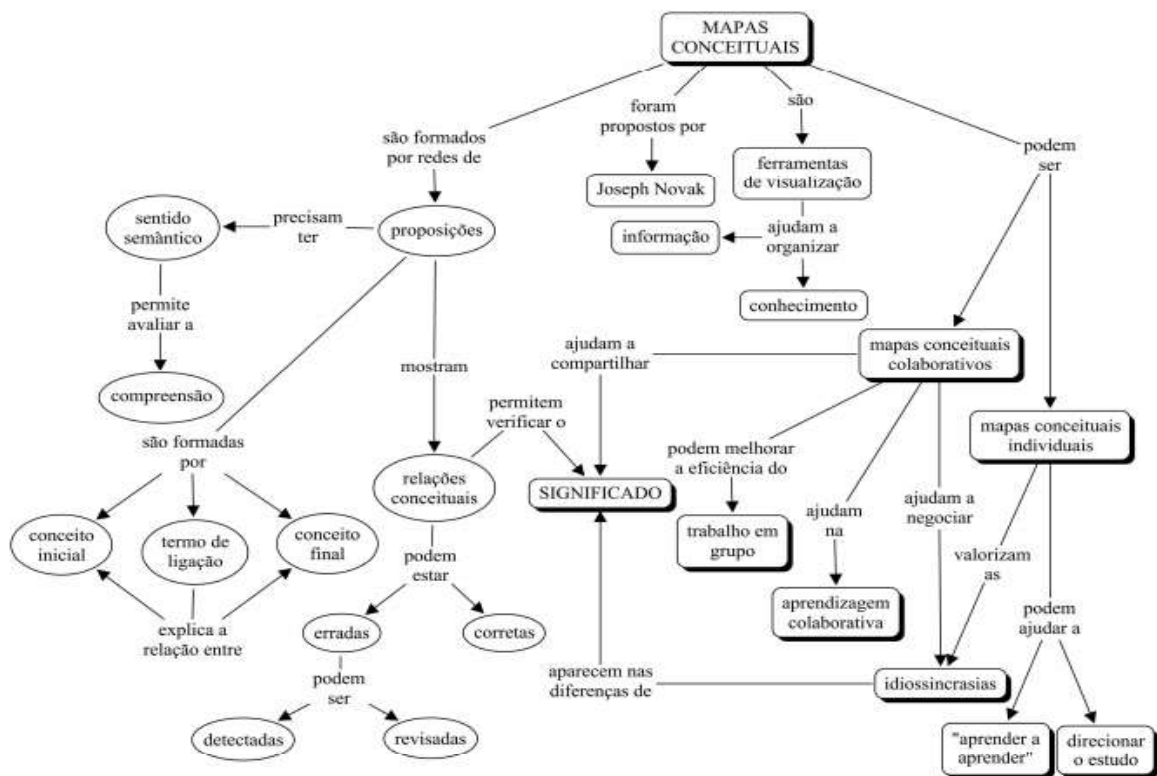 MAPAS
CONCEITUAIS
são formados
por redes de
foram
propostos por
são
podem
ser
Joseph Novak
ferramentas
de visualização
sentido
semântico
precisam
ter
proposições
informação
ajudam a
organizar
conhecimento
permite
avaliar a
compreensão
mostram
ajudam a
compartilhar
mapas conceituais
colaborativos
mapas conceituais
individuais
são formadas
por
permitem
verificar o
relações
conceituais
SIGNIFICADO
podem melhorar
a eficiência do
trabalho em
grupo
ajudam
na
ajudam a
negociar
valorizam
as
conceito
inicial
termo de
ligação
conceito
final
explica a
relação entre
podem
estar
erradas
corretas
aprendizagem
colaborativa
podem
ajudar a
podem
ser
detectadas
revisadas
aparecem nas
diferenças de
idiossincrasias
"aprender a
aprender"
direcionar
o estudo